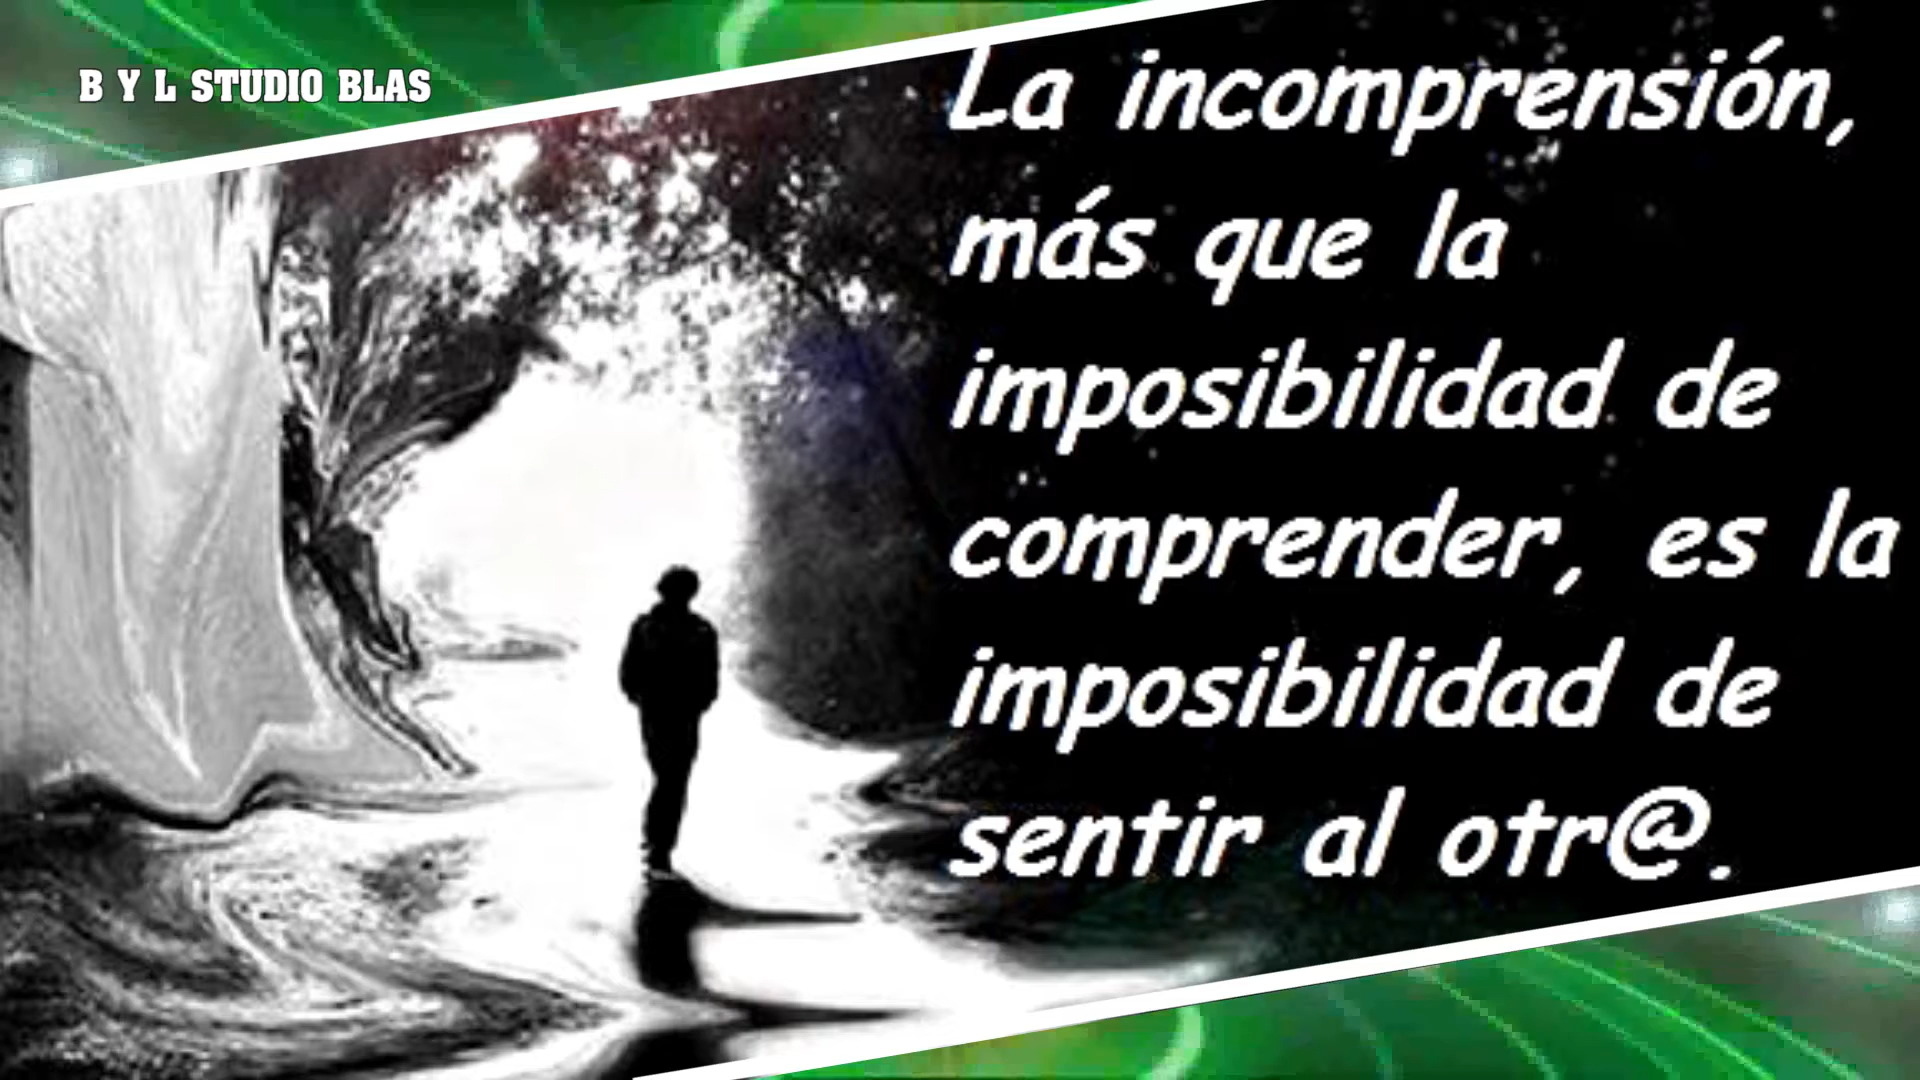 B Y L STUDIO BLAS
La incomprensión,
más que la
imposibilidad de
comprender, es la
imposibilidad de
sentir al otr@.